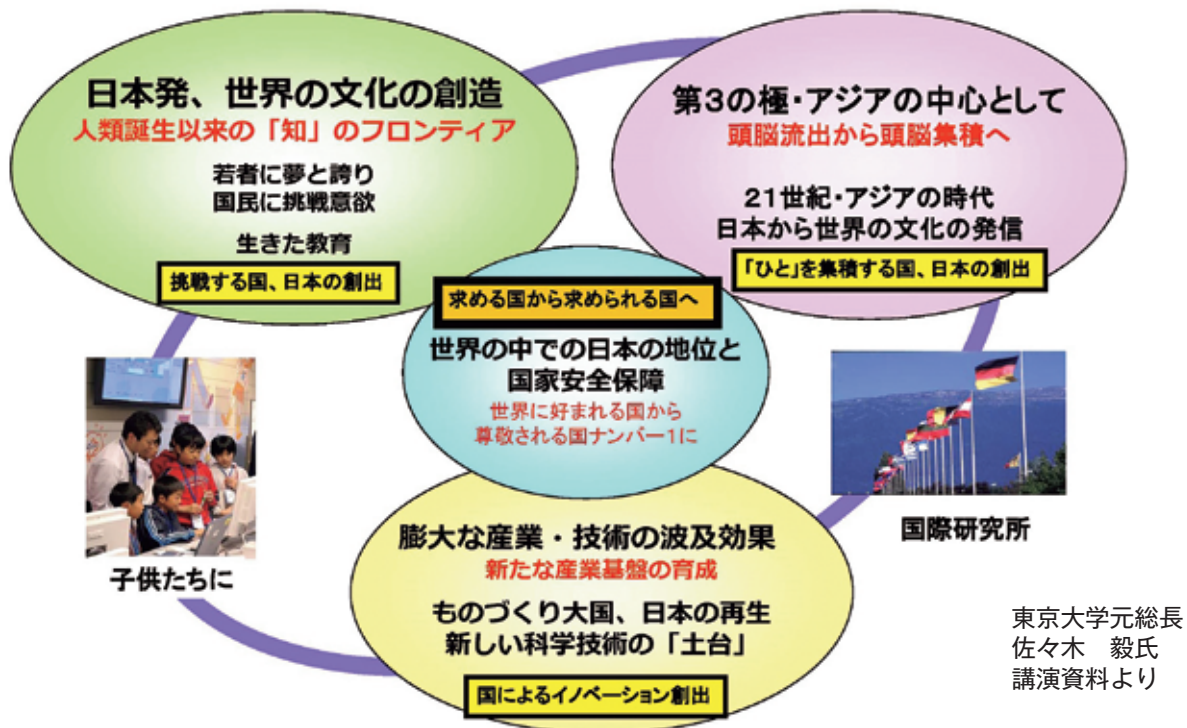 日本発、世界の文化の創造
人類誕生以来の「知」のフロンティア
若者に夢と誇り
国民に挑戦意欲
生きた教育
挑戦する国、日本の創出
第3の極・アジアの中心として
頭脳流出から頭脳集積へ
21世紀・アジアの時代
日本から世界の文化の発信
「ひと」を集積する国、日本の創出
求める国から求められる国へ
世界の中での日本の地位と
国家安全保障
世界に好まれる国から
尊敬される国ナンバー1に
子供たちに
国際研究所
膨大な産業・技術の波及効果
新たな産業基盤の育成
ものづくり大国、日本の再生
新しい科学技術の「土台」
国によるイノベーション創出
東京大学元総長
佐々木　毅氏
講演資料より